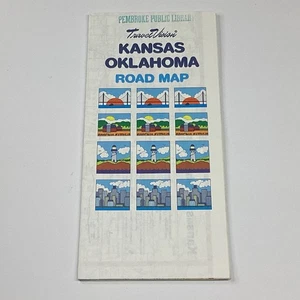 PEMBROKE PUBLIC LIBRARY
TravelVision
KANSAS
OKLAHOMA
ROAD MAP